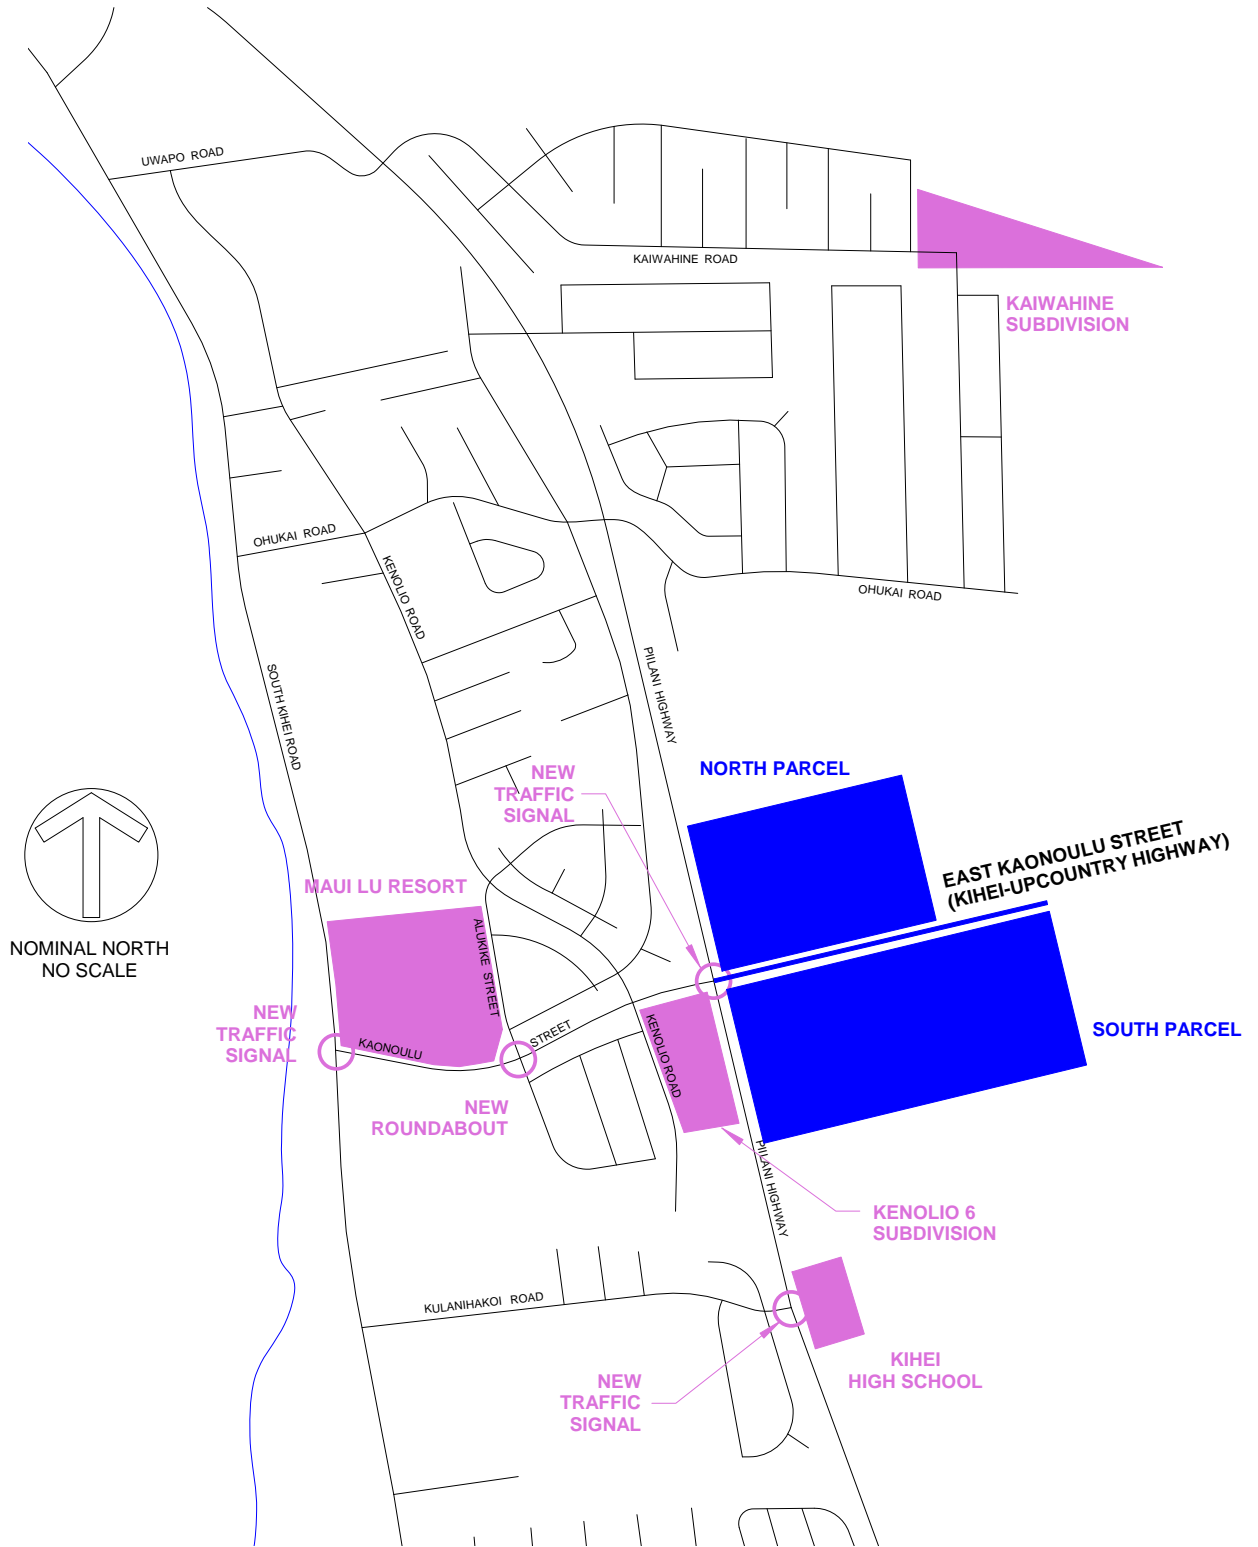 UWAPO ROAD
KAIWAHINE ROAD
KAIWAHINE
SUBDIVISION
OHUKAI ROAD
KENOLIO ROAD
OHUKAI ROAD
SOUTH KIHEI ROAD
PIILANI HIGHWAY
NORTH PARCEL
NEW
TRAFFIC
SIGNAL
EAST KAONOULU STREET
(KIHEI-UPCOUNTRY HIGHWAY)
MAUI LU RESORT
ALUKIKE STREET
NOMINAL NORTH
NO SCALE
NEW
TRAFFIC
SIGNAL
KAONOULU
STREET
KENOLIO ROAD
SOUTH PARCEL
NEW
ROUNDABOUT
PIILANI HIGHWAY
KENOLIO 6
SUBDIVISION
KULANIHAKOI ROAD
KIHEI
HIGH SCHOOL
NEW
TRAFFIC
SIGNAL